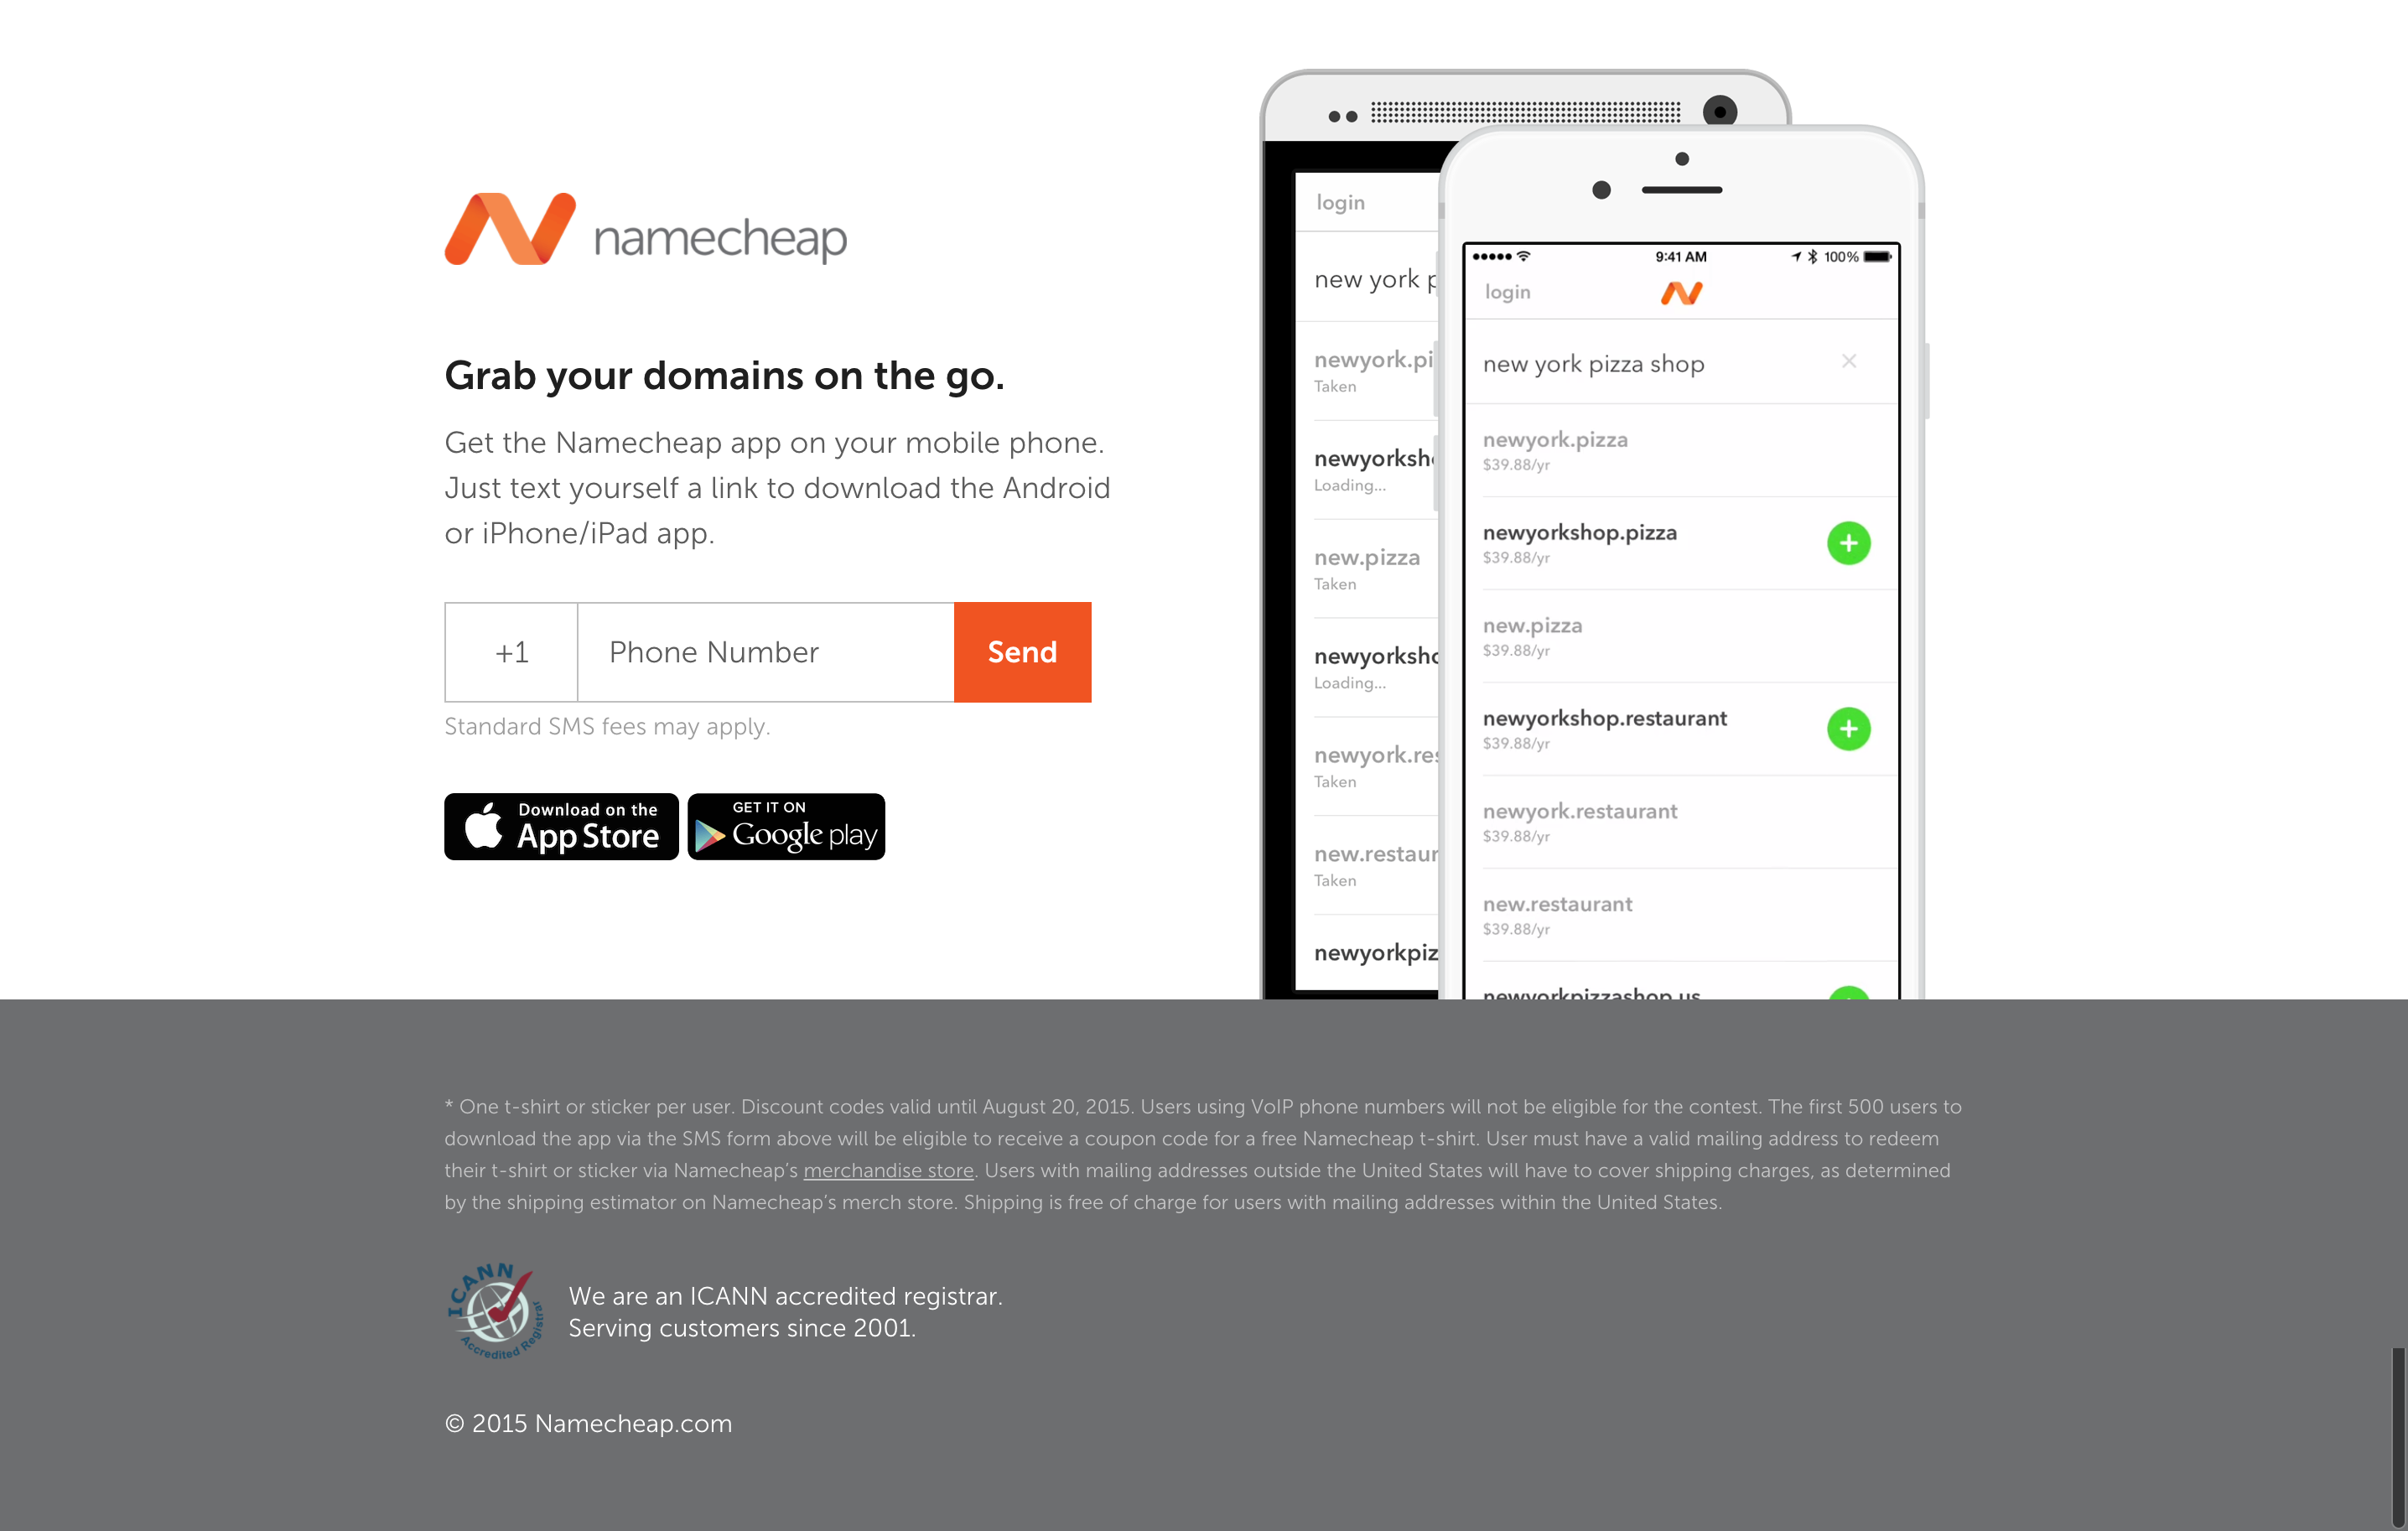 namecheap
Grab your domains on the go.
Get the Namecheap app on your mobile phone.
Just text yourself a link to download the Android
or iPhone/iPad app.
+1
Phone Number
Send
Standard SMS fees may apply.
Download on the
App Store
GET IT ON
Google play
login
new york p
newyork.pi
Taken
newyorksh
Loading...
new.pizza
Taken
newyorksho
Loading...
newyork.res
Taken
new.restaur
Taken
newyorkpiz
9:41 AM
100%
login
new york pizza shop
newyork.pizza
$39.88/yr
newyorkshop.pizza
$39.88/yr
new.pizza
$39.88/yr
newyorkshop.restaurant
$39.88/yr
newyork.restaurant
$39.88/yr
new.restaurant
$39.88/yr
newyorkpizzashop.us
* One t-shirt or sticker per user. Discount codes valid until August 20, 2015. Users using VoIP phone numbers will not be eligible for the contest. The first 500 users to
download the app via the SMS form above will be eligible to receive a coupon code for a free Namecheap t-shirt. User must have a valid mailing address to redeem
their t-shirt or sticker via Namecheap's merchandise store. Users with mailing addresses outside the United States will have to cover shipping charges, as determined
by the shipping estimator on Namecheap's merch store. Shipping is free of charge for users with mailing addresses within the United States.
ICANN
Accredited Registrar
We are an ICANN accredited registrar.
Serving customers since 2001.
© 2015 Namecheap.com